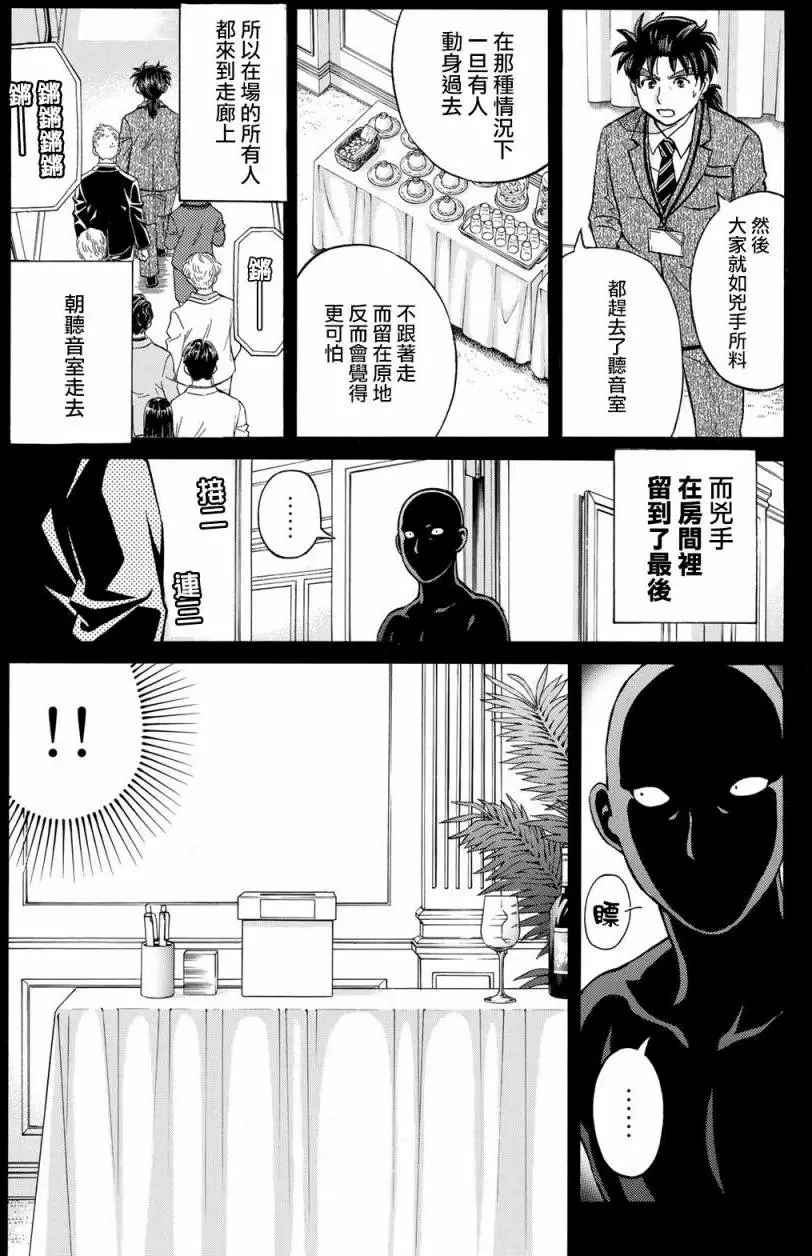 然後
大家就如兇手所料
都趕去了聽音室
在那種情況下
一旦有人
動身過去
不跟著走
而留在原地
反而會覺得
更可怕
所以在場的所有人
都來到走廊上
鏘鏘鏘鏘——
鏘——
朝聽音室走去
而兇手
在房間裡
留到了最後
……
接二
連三
瞟
……
!!